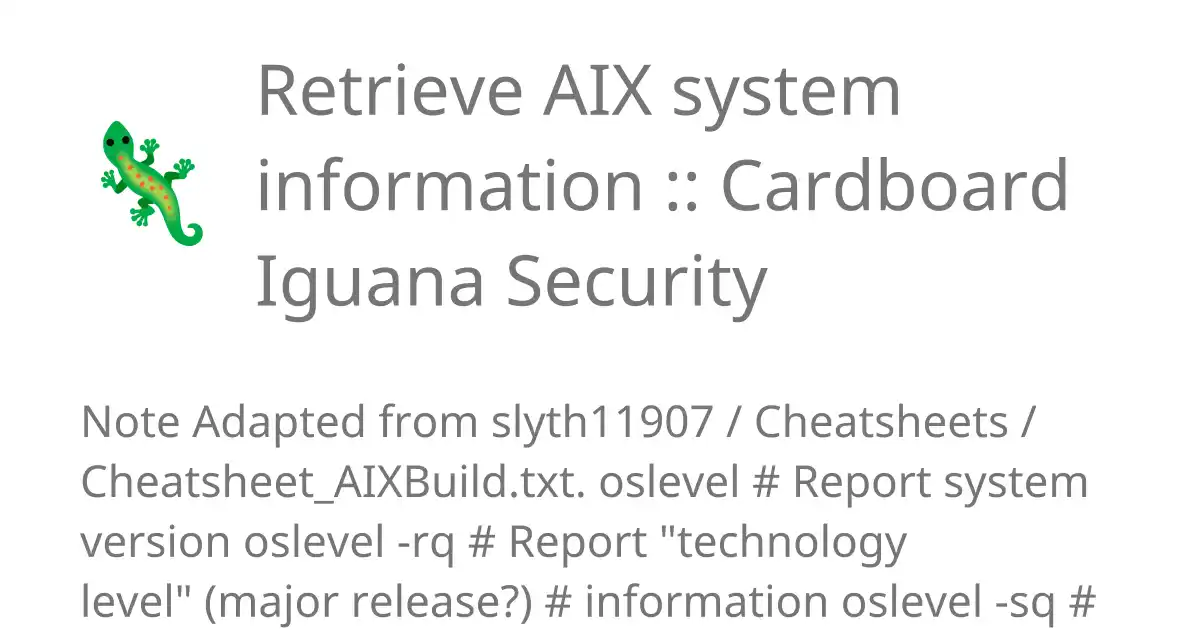 Retrieve AIX system
information :: Cardboard
Iguana Security
Note Adapted from slyth11907 / Cheatsheets /
Cheatsheet_AIXBuild.txt. oslevel # Report system
version oslevel -rq # Report "technology
level" (major release?) # information oslevel -sq #